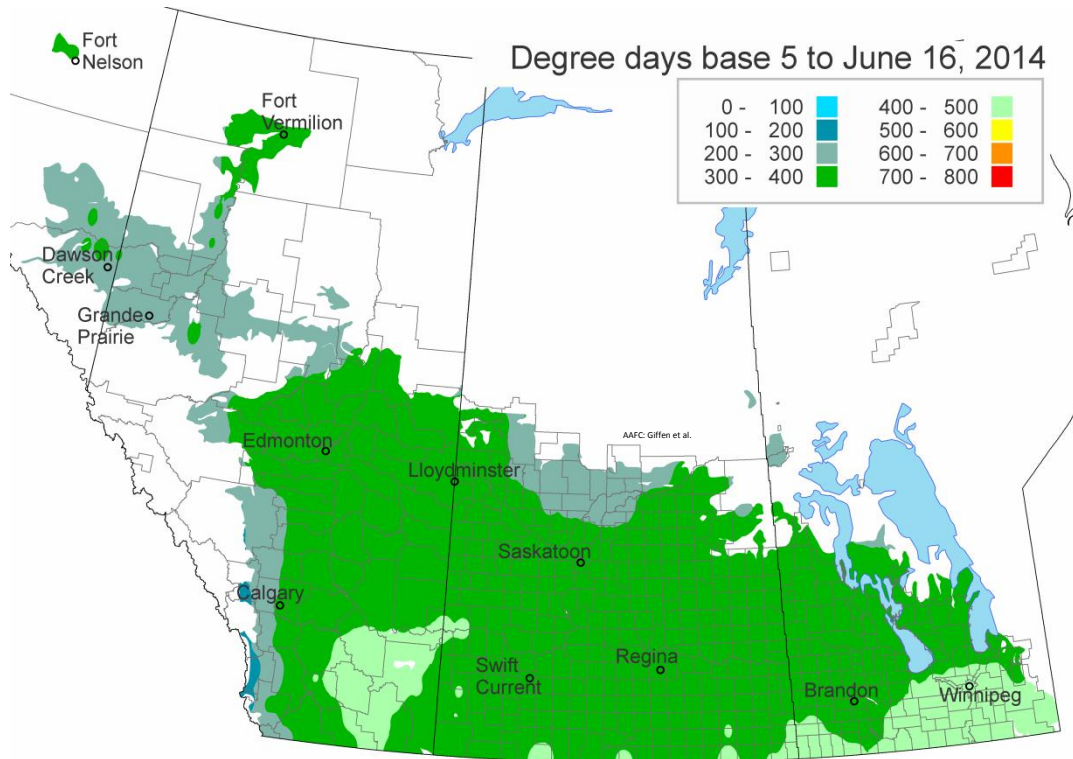 Degree days base 5 to June 16, 2014
0 - 100
100 - 200
200 - 300
300 - 400
400 - 500
500 - 600
600 - 700
700 - 800
Fort
Nelson
Fort
Vermilion
Dawson
Creek
Grande
Prairie
AAFC: Giffen et al.
Edmonton
Lloydminster
Saskatoon
Calgary
Swift
Current
Regina
Brandon
Winnipeg